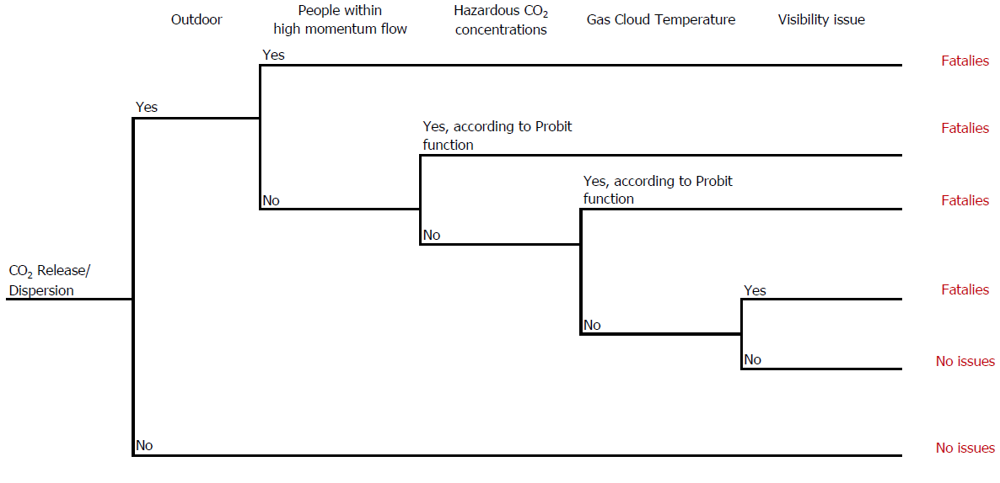 Outdoor
People within
high momentum flow
Hazardous CO₂
concentrations
Gas Cloud Temperature
Visibility issue
Yes
Fatalies
Yes
Yes, according to Probit
function
Fatalies
Yes, according to Probit
function
Fatalies
No
No
CO₂ Release/
Dispersion
Yes
Fatalies
No
No
No issues
No
No issues